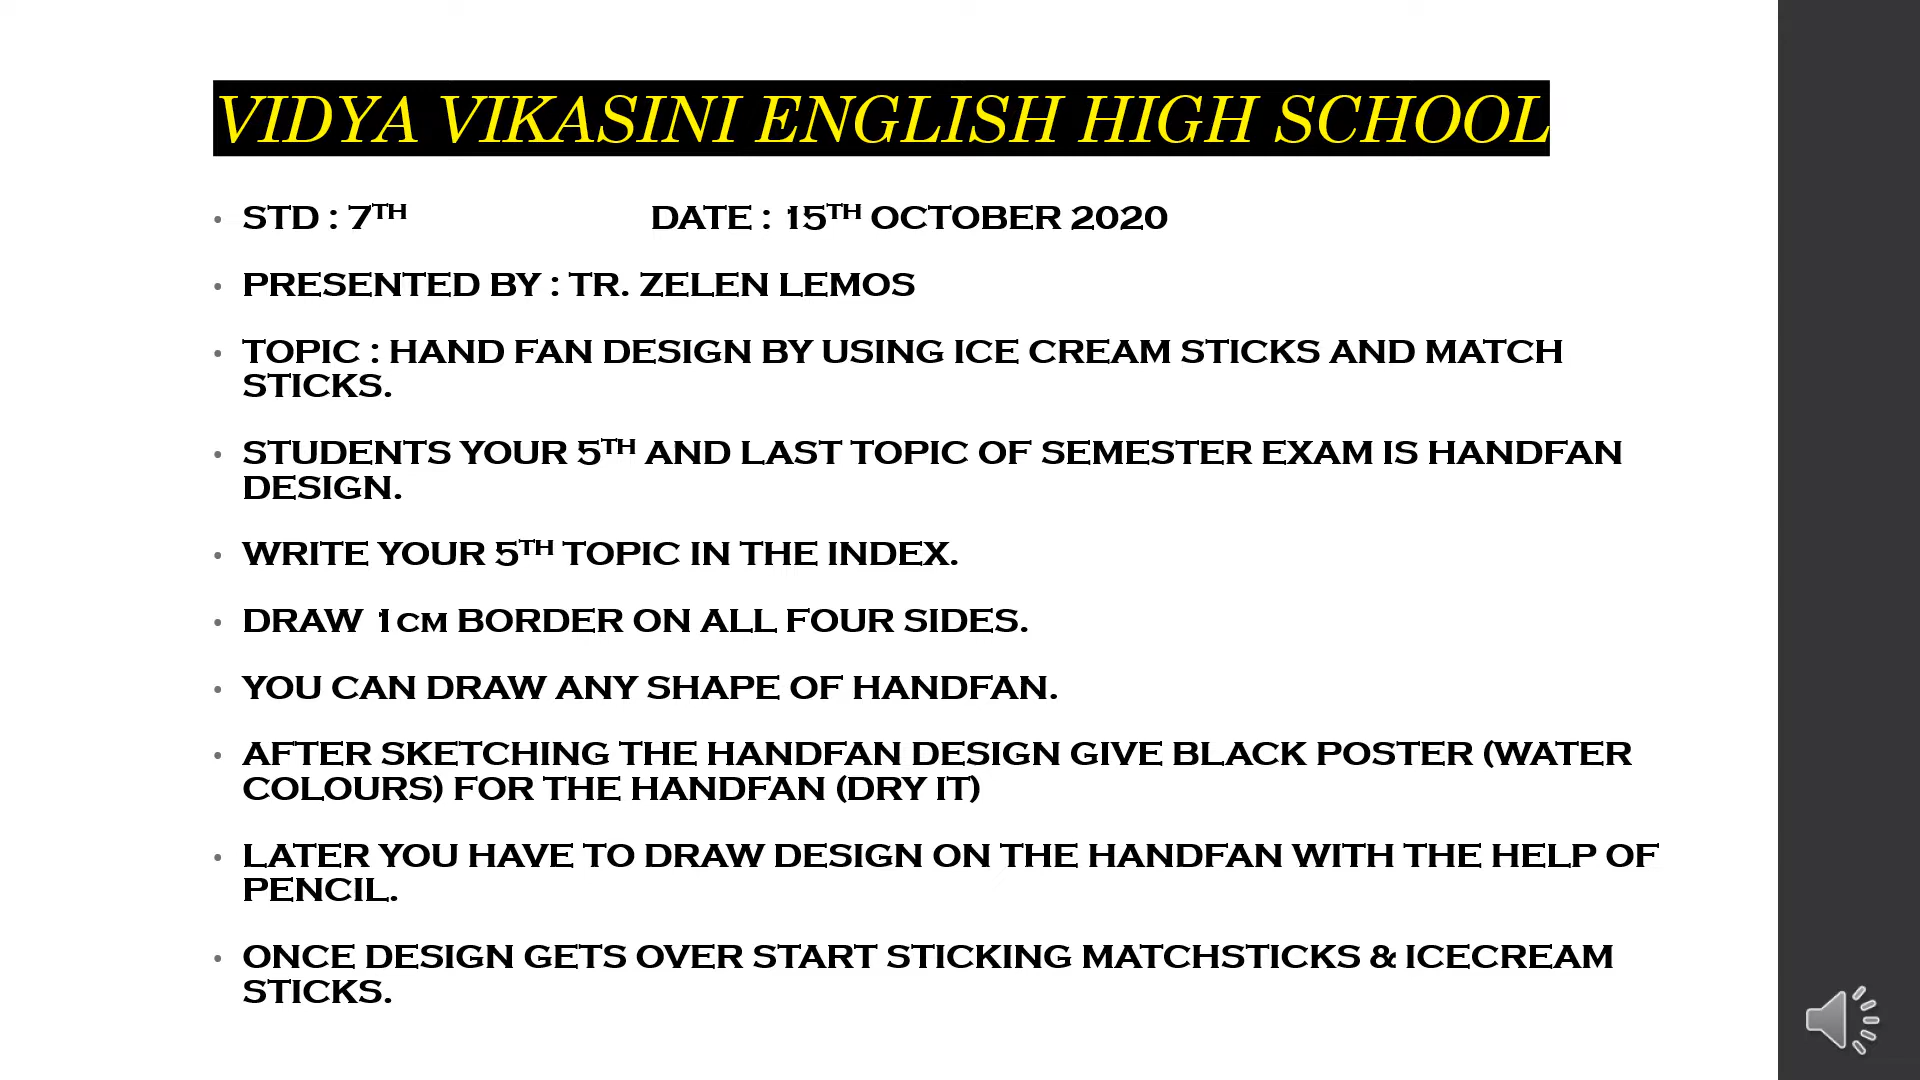 VIDYA VIKASINI ENGLISH HIGH SCHOOL
• STD : 7TH DATE : 15TH OCTOBER 2020
• PRESENTED BY : TR. ZELEN LEMOS
• TOPIC : HAND FAN DESIGN BY USING ICE CREAM STICKS AND MATCH
STICKS.
• STUDENTS YOUR 5TH AND LAST TOPIC OF SEMESTER EXAM IS HANDFAN
DESIGN.
• WRITE YOUR 5TH TOPIC IN THE INDEX.
• DRAW 1CM BORDER ON ALL FOUR SIDES.
• YOU CAN DRAW ANY SHAPE OF HANDFAN.
• AFTER SKETCHING THE HANDFAN DESIGN GIVE BLACK POSTER (WATER
COLOURS) FOR THE HANDFAN (DRY IT)
• LATER YOU HAVE TO DRAW DESIGN ON THE HANDFAN WITH THE HELP OF
PENCIL.
• ONCE DESIGN GETS OVER START STICKING MATCHSTICKS & ICECREAM
STICKS.